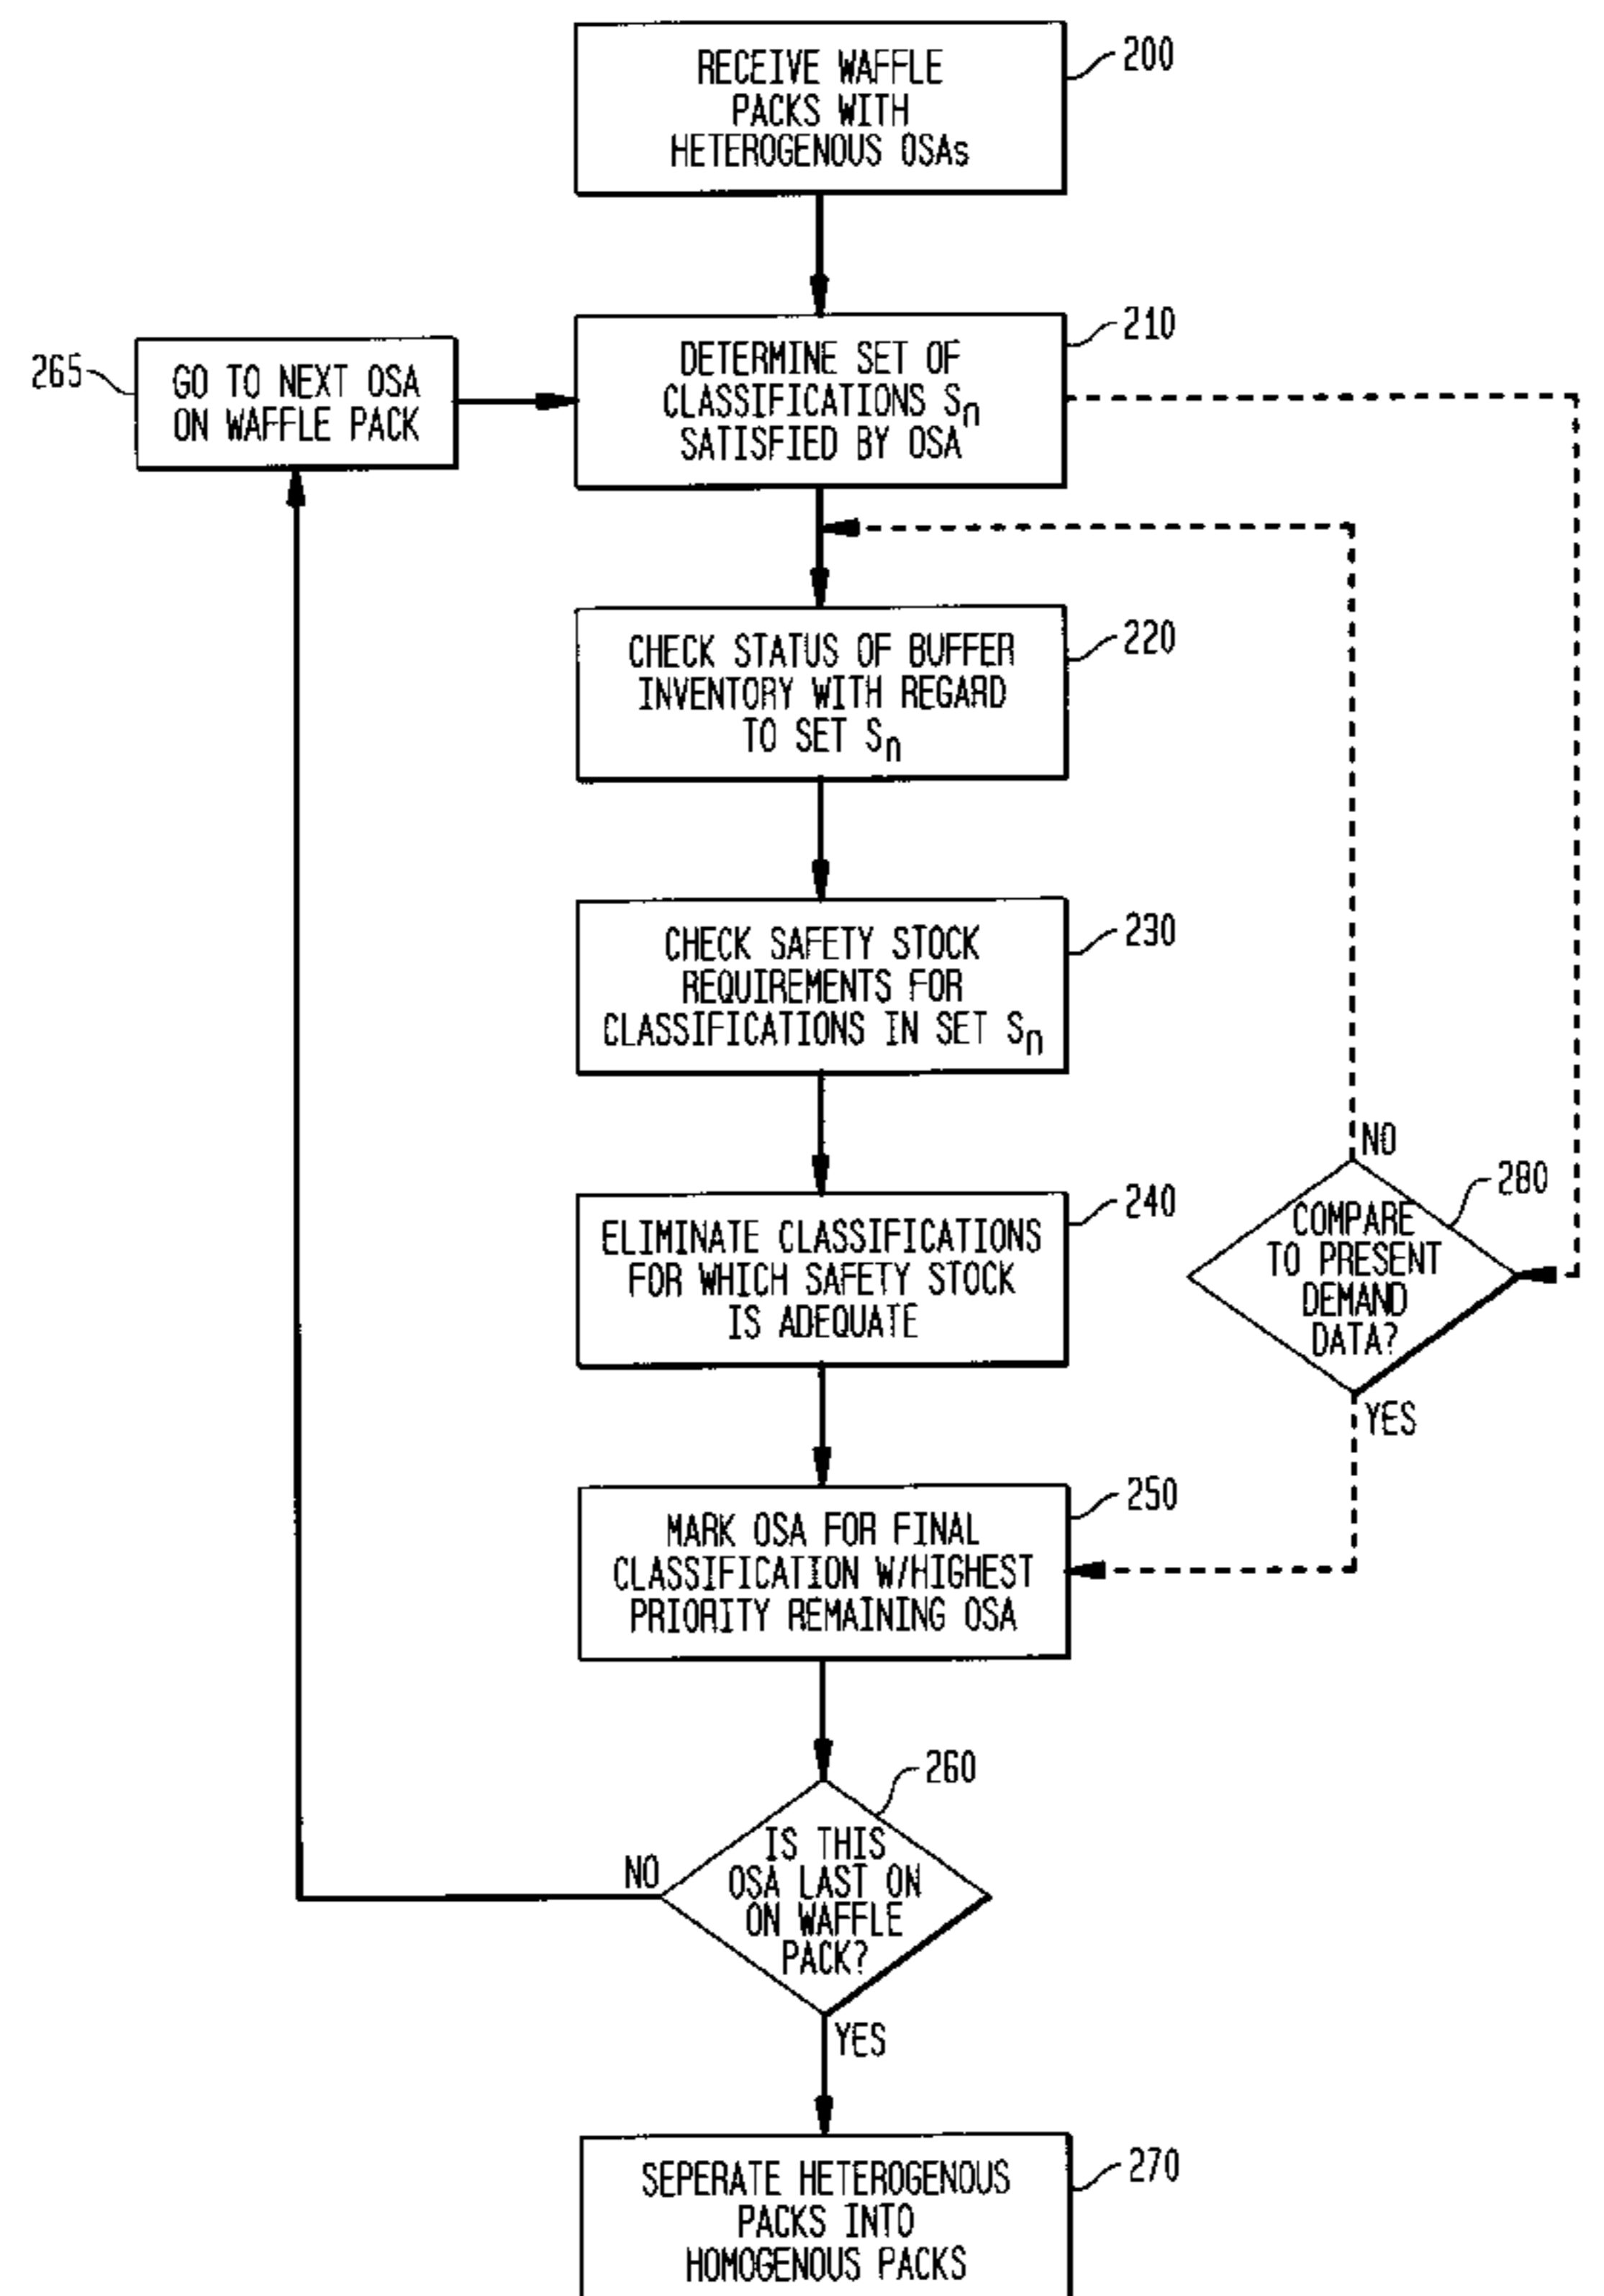 RECEIVE WAFFLE
PACKS WITH
HETEROGENOUS OSAs
200
265
GO TO NEXT OSA
ON WAFFLE PACK
DETERMINE SET OF
CLASSIFICATIONS Sn
SATISFIED BY OSA
210
CHECK STATUS OF BUFFER
INVENTORY WITH REGARD
TO SET Sn
220
CHECK SAFETY STOCK
REQUIREMENTS FOR
CLASSIFICATIONS IN SET Sn
230
ELIMINATE CLASSIFICATIONS
FOR WHICH SAFETY STOCK
IS ADEQUATE
240
NO
COMPARE
TO PRESENT
DEMAND
DATA?
280
YES
MARK OSA FOR FINAL
CLASSIFICATION W/HIGHEST
PRIORITY REMAINING OSA
250
IS THIS
OSA LAST ON
ON WAFFLE
PACK?
260
NO
YES
SEPERATE HETEROGENOUS
PACKS INTO
HOMOGENOUS PACKS
270